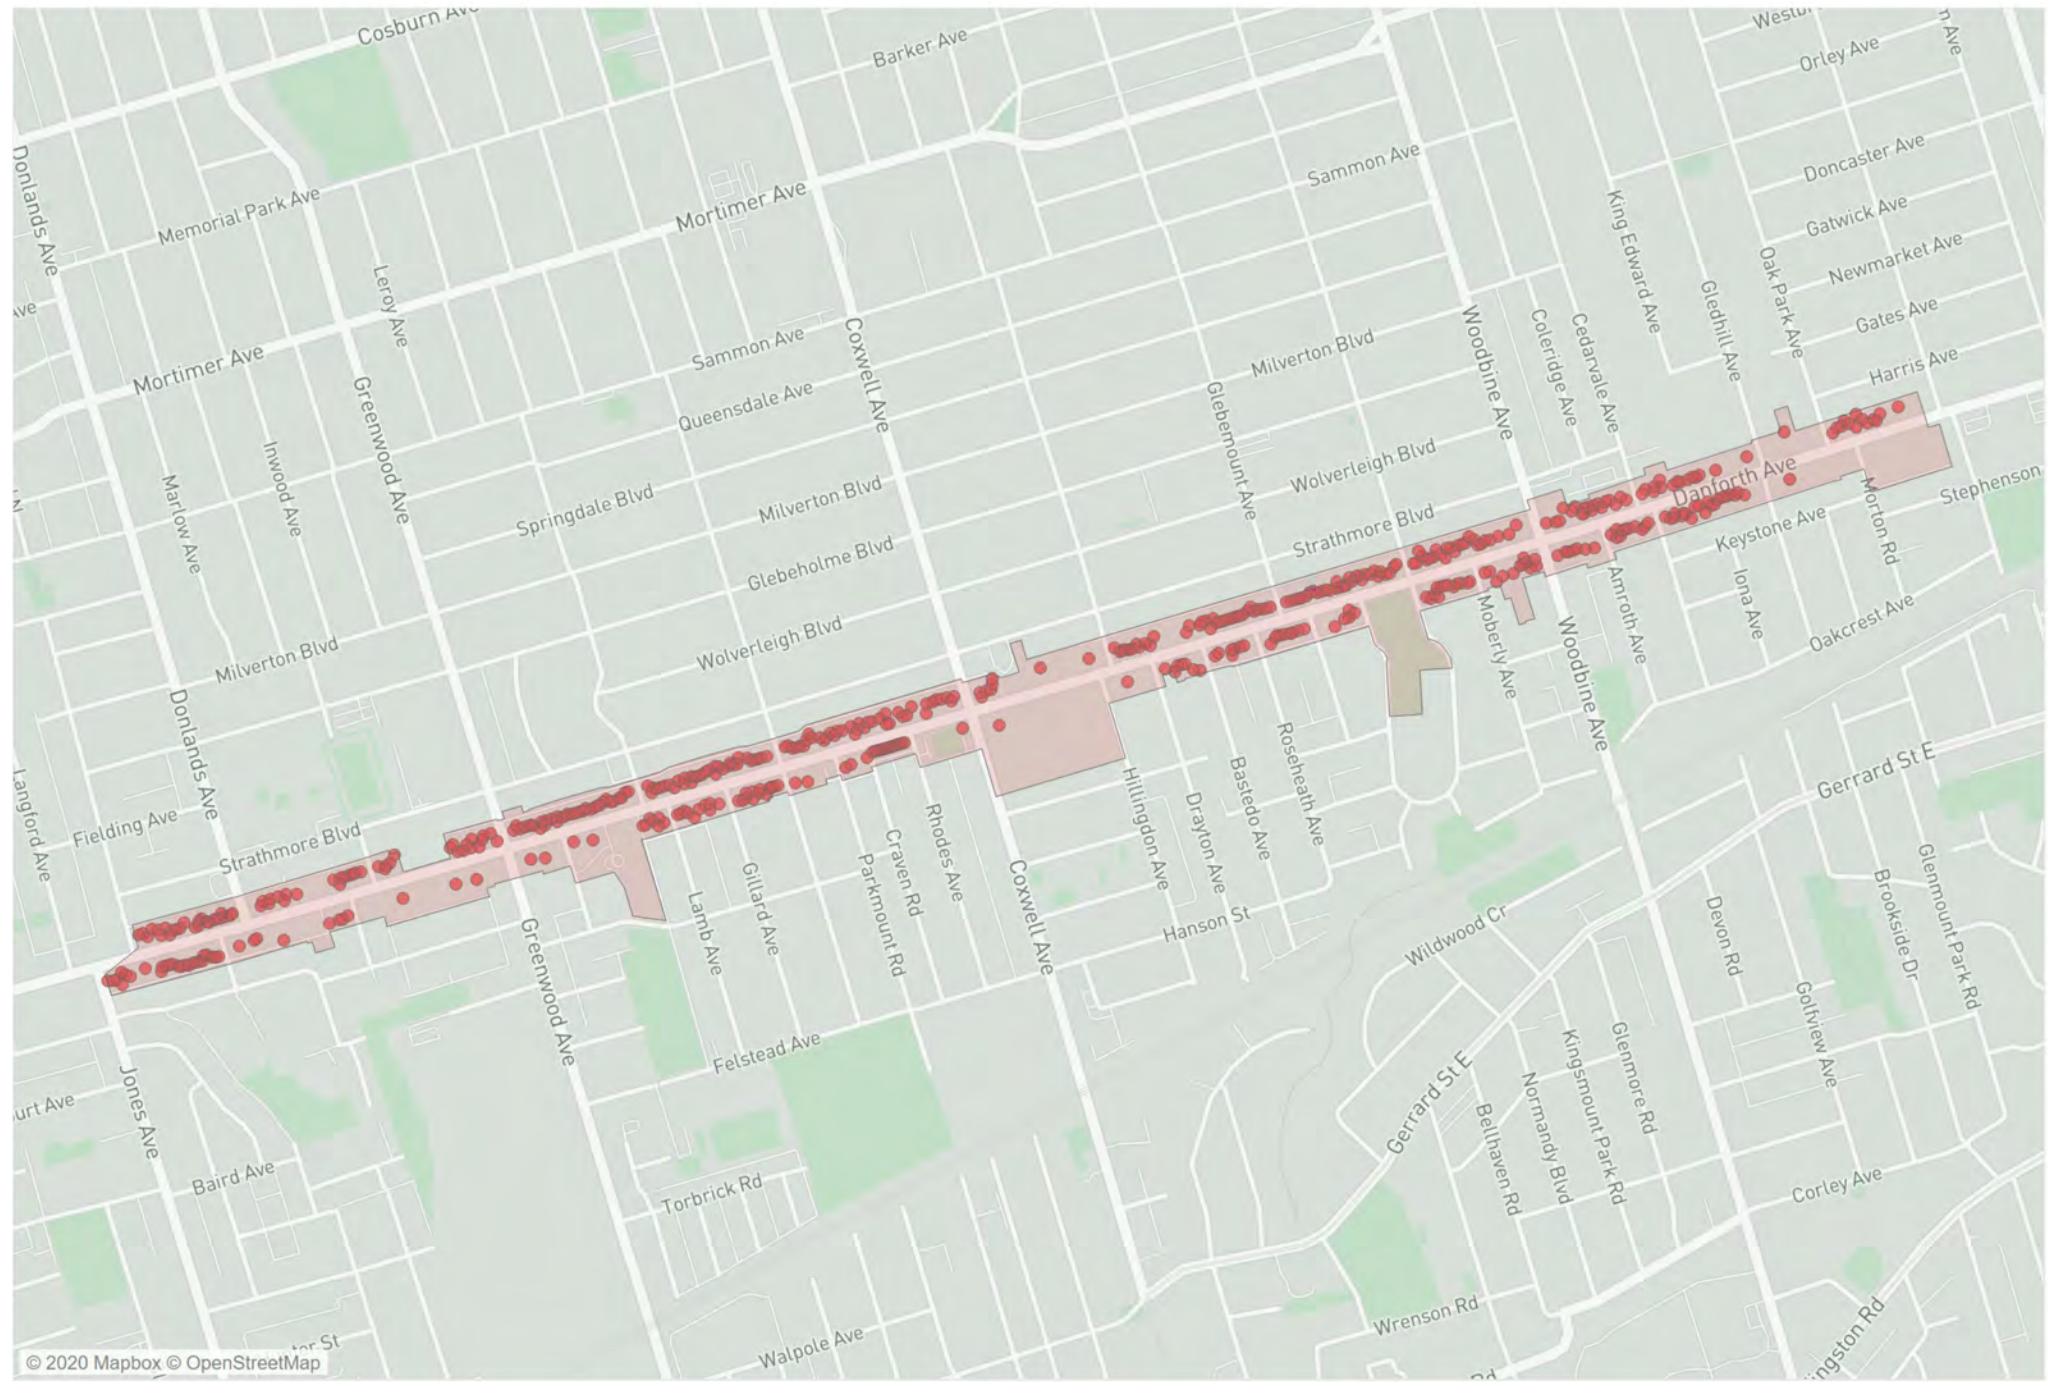 Cosburn Ave
Barker Ave
Orley Ave
Donlands Ave
Memorial Park Ave
Mortimer Ave
Sammon Ave
Doncaster Ave
King Edward Ave
Gatwick Ave
Newmarket Ave
Oak Park Ave
Gledhill Ave
Gates Ave
Harris Ave
Leroy Ave
Mortimer Ave
Greenwood Ave
Sammon Ave
Queensdale Ave
Coxwell Ave
Milverton Blvd
Glebemount Ave
Woodbine Ave
Coleridge Ave
Cedarvale Ave
Marlow Ave
Inwood Ave
Springdale Blvd
Milverton Blvd
Wolverleigh Blvd
Danforth Ave
Morton Rd
Stephenson
Glebeholme Blvd
Strathmore Blvd
Keystone Ave
Iona Ave
Amroth Ave
Oakcrest Ave
Moberly Ave
Woodbine Ave
Milverton Blvd
Wolverleigh Blvd
Donlands Ave
Langford Ave
Fielding Ave
Strathmore Blvd
Greenwood Ave
Lamb Ave
Gillard Ave
Parkmount Rd
Craven Rd
Rhodes Ave
Coxwell Ave
Hillingdon Ave
Drayton Ave
Bastedo Ave
Roseheath Ave
Gerrard St E
Hanson St
Wildwood Cr
Devon Rd
Brookside Dr
Glenmount Park Rd
Golfview Ave
Felstead Ave
Jones Ave
Baird Ave
Torbrick Rd
Gerrard St E
Bellhaven Rd
Normandy Blvd
Kingsmount Park Rd
Glenmore Rd
Corley Ave
Wrenson Rd
Walpole Ave
© 2020 Mapbox © OpenStreetMap